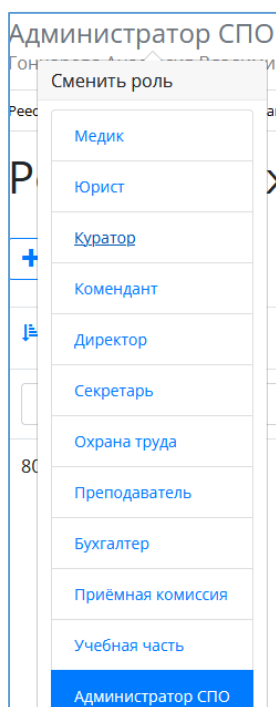 Администратор СПО
Сменить роль
Медик
Юрист
Куратор
Комендант
Директор
Секретарь
80
Охрана труда
Преподаватель
Бухгалтер
Приёмная комиссия
Учебная часть
Администратор СПО